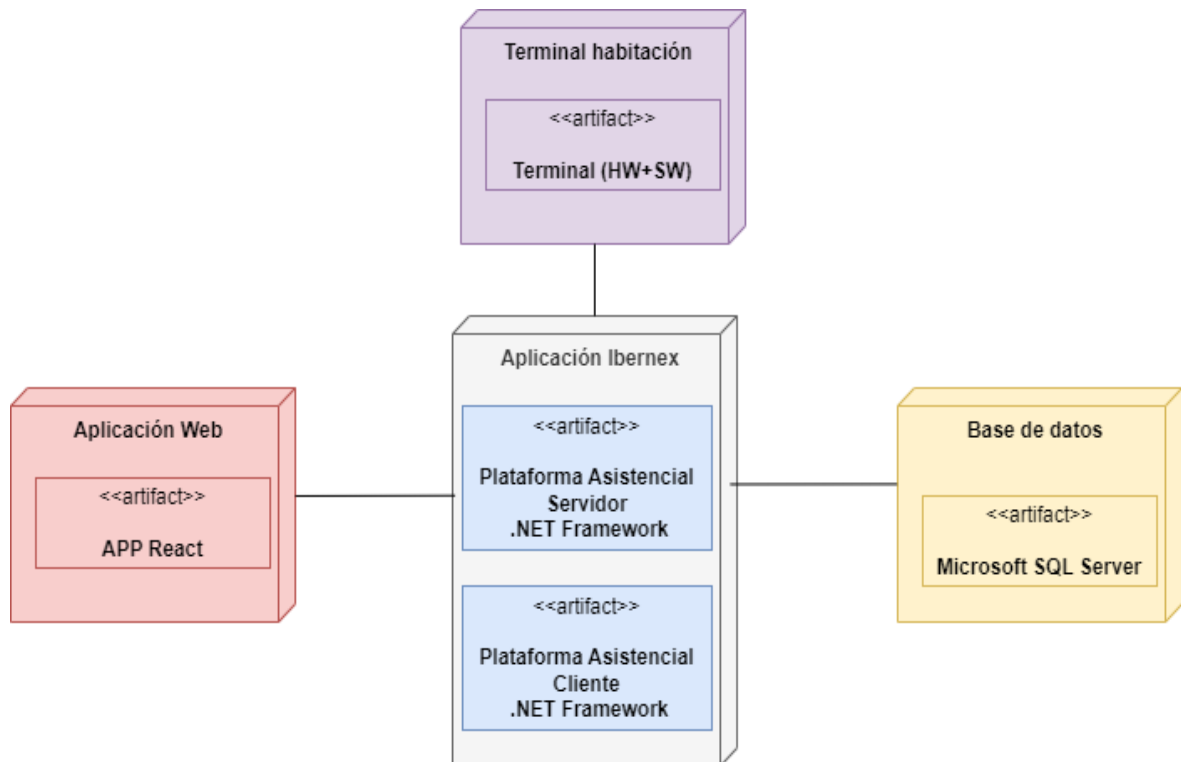 Terminal habitación
<<artifact>>
Terminal (HW+SW)
Aplicación Ibernex
<<artifact>>
Plataforma Asistencial
Servidor
.NET Framework
<<artifact>>
Plataforma Asistencial
Cliente
.NET Framework
Aplicación Web
<<artifact>>
APP React
Base de datos
<<artifact>>
Microsoft SQL Server